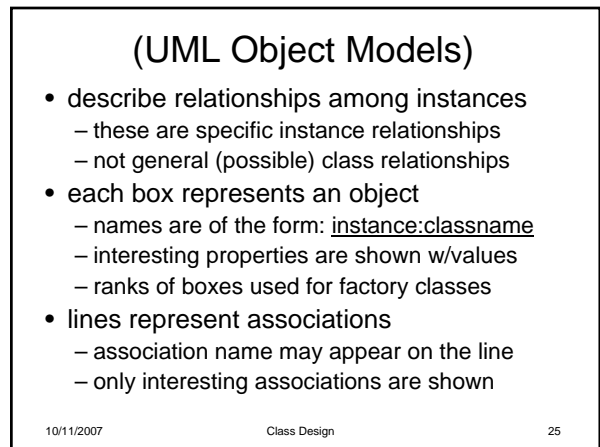 (UML Object Models)
• describe relationships among instances
– these are specific instance relationships
– not general (possible) class relationships
• each box represents an object
– names are of the form: instance:classname
– interesting properties are shown w/values
– ranks of boxes used for factory classes
• lines represent associations
– association name may appear on the line
– only interesting associations are shown
10/11/2007 Class Design 25